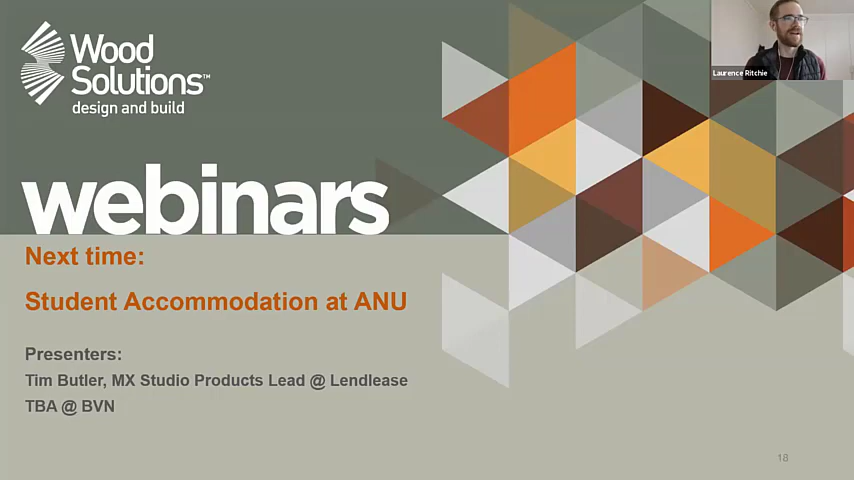 Wood
Solutions™
design and build
Laurence Ritchie
webinars
Next time:
Student Accommodation at ANU
Presenters:
Tim Butler, MX Studio Products Lead @ Lendlease
TBA @ BVN
18